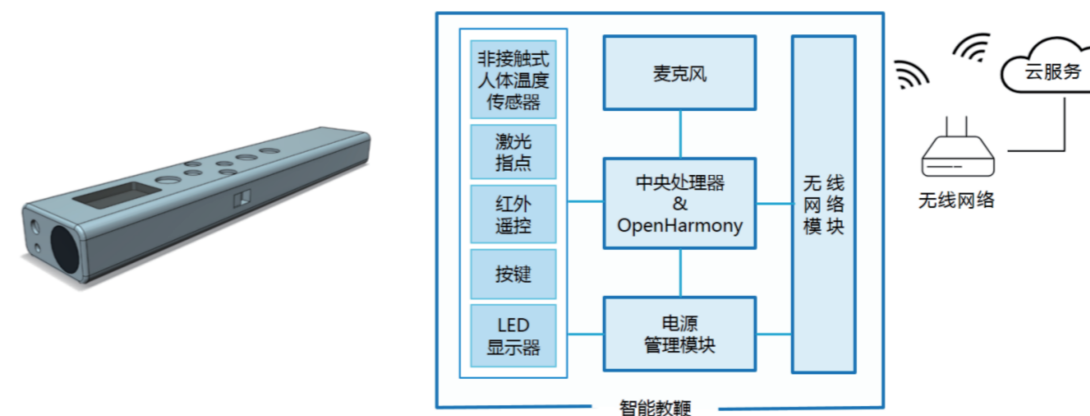 非接触式
人体温度
传感器
激光
指点
红外
遥控
按键
LED
显示器
麦克风
中央处理器
&
OpenHarmony
电源
管理模块
无 线
网 络
模 块
智能教鞭
云服务
无线网络